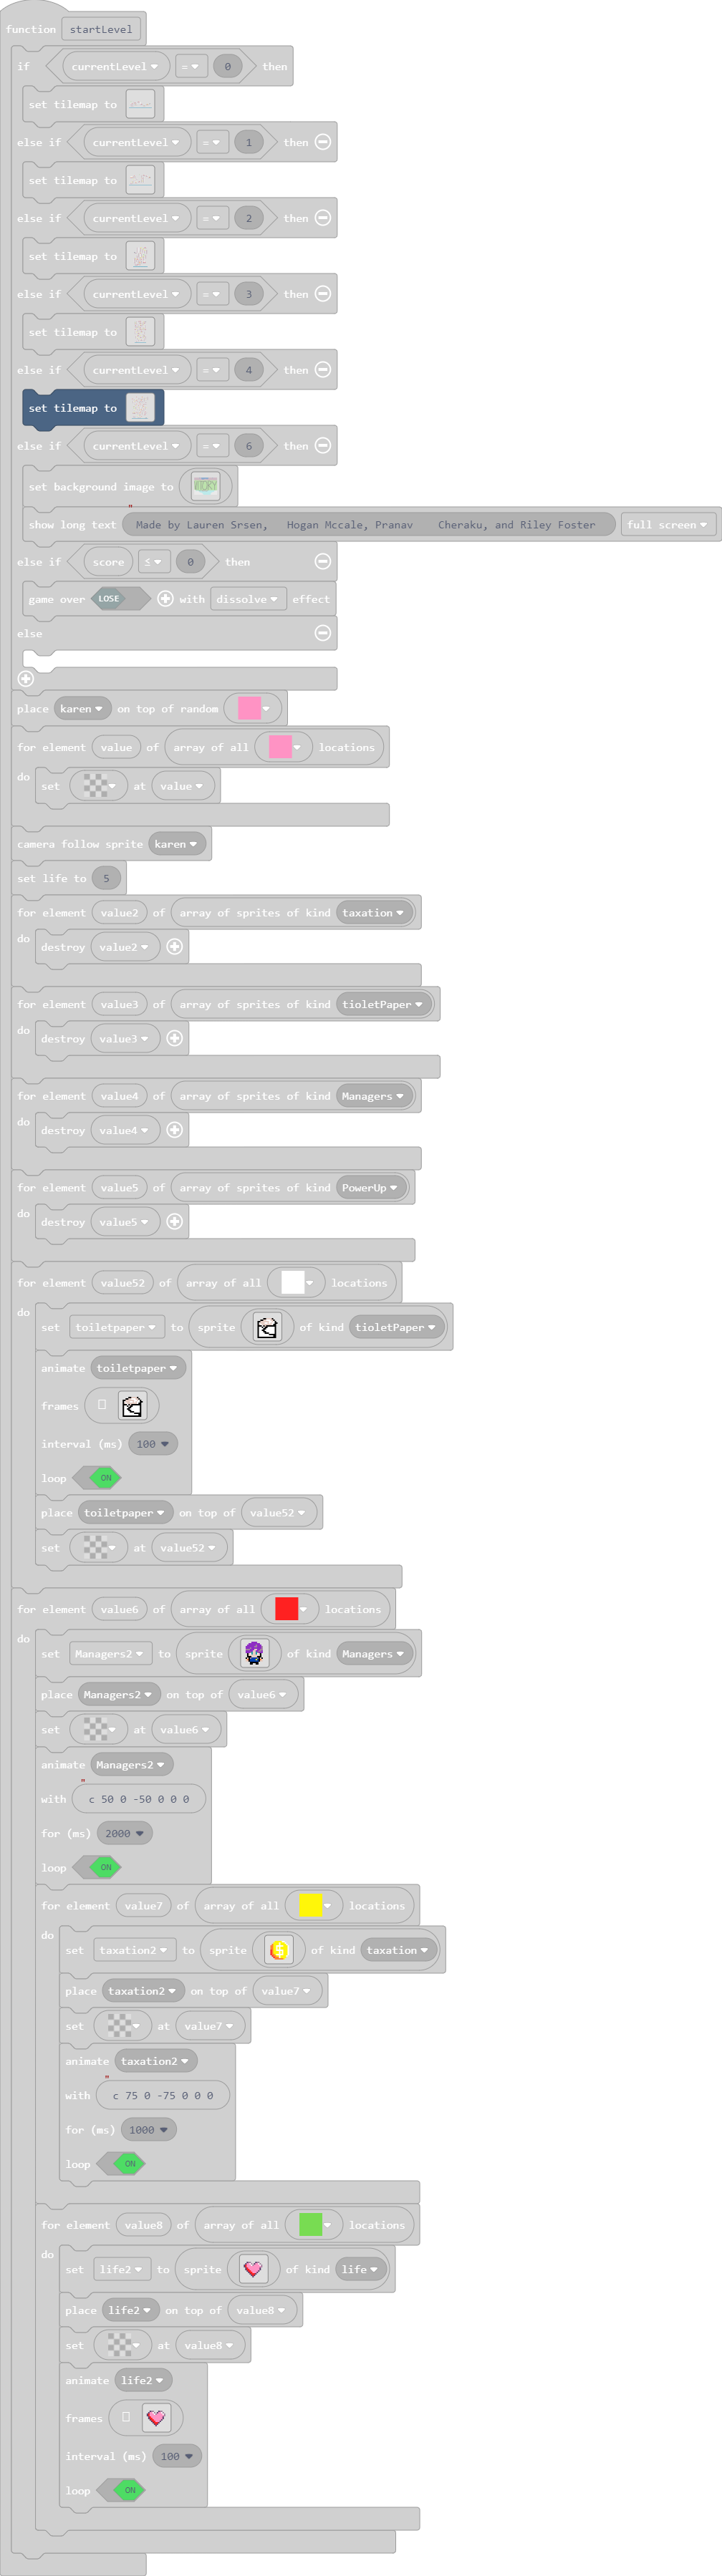 function startLevel
if currentLevel = 0 then
set tilemap to
else if currentLevel = 1 then
set tilemap to
else if currentLevel = 2 then
set tilemap to
else if currentLevel = 3 then
set tilemap to
else if currentLevel = 4 then
set tilemap to
else if currentLevel = 6 then
set background image to
show long text " Made by Lauren Srsen, Hogan Mccale, Pranav Cheraku, and Riley Foster full screen
else if score ≤ 0 then
game over LOSE with dissolve effect
else
place karen on top of random
for element value of array of all locations
do set at value
camera follow sprite karen
set life to 5
for element value2 of array of sprites of kind taxation
do destroy value2
for element value3 of array of sprites of kind tioletPaper
do destroy value3
for element value4 of array of sprites of kind Managers
do destroy value4
for element value5 of array of sprites of kind PowerUp
do destroy value5
for element value52 of array of all locations
do set toiletpaper to sprite of kind tioletPaper
animate toiletpaper
frames
interval (ms) 100
loop ON
place toiletpaper on top of value52
set at value52
for element value6 of array of all locations
do set Managers2 to sprite of kind Managers
place Managers2 on top of value6
set at value6
animate Managers2
with " c 50 0 -50 0 0 0
for (ms) 2000
loop ON
for element value7 of array of all locations
do set taxation2 to sprite of kind taxation
place taxation2 on top of value7
set at value7
animate taxation2
with " c 75 0 -75 0 0 0
for (ms) 1000
loop ON
for element value8 of array of all locations
do set life2 to sprite of kind life
place life2 on top of value8
set at value8
animate life2
frames
interval (ms) 100
loop ON